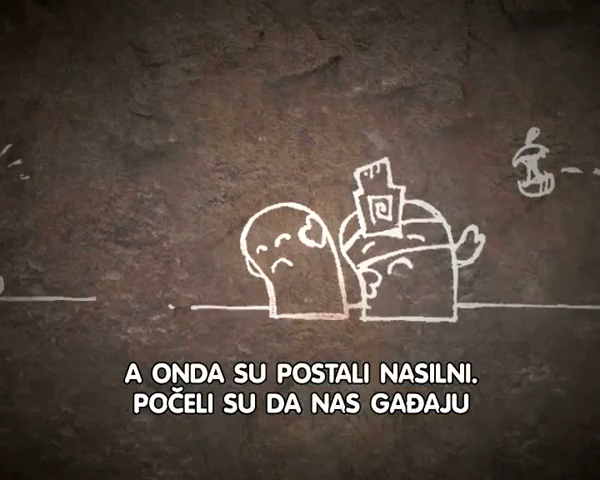 A ONDA SU POSTALI NASILNI.
POČELI SU DA NAS GAĐAJU